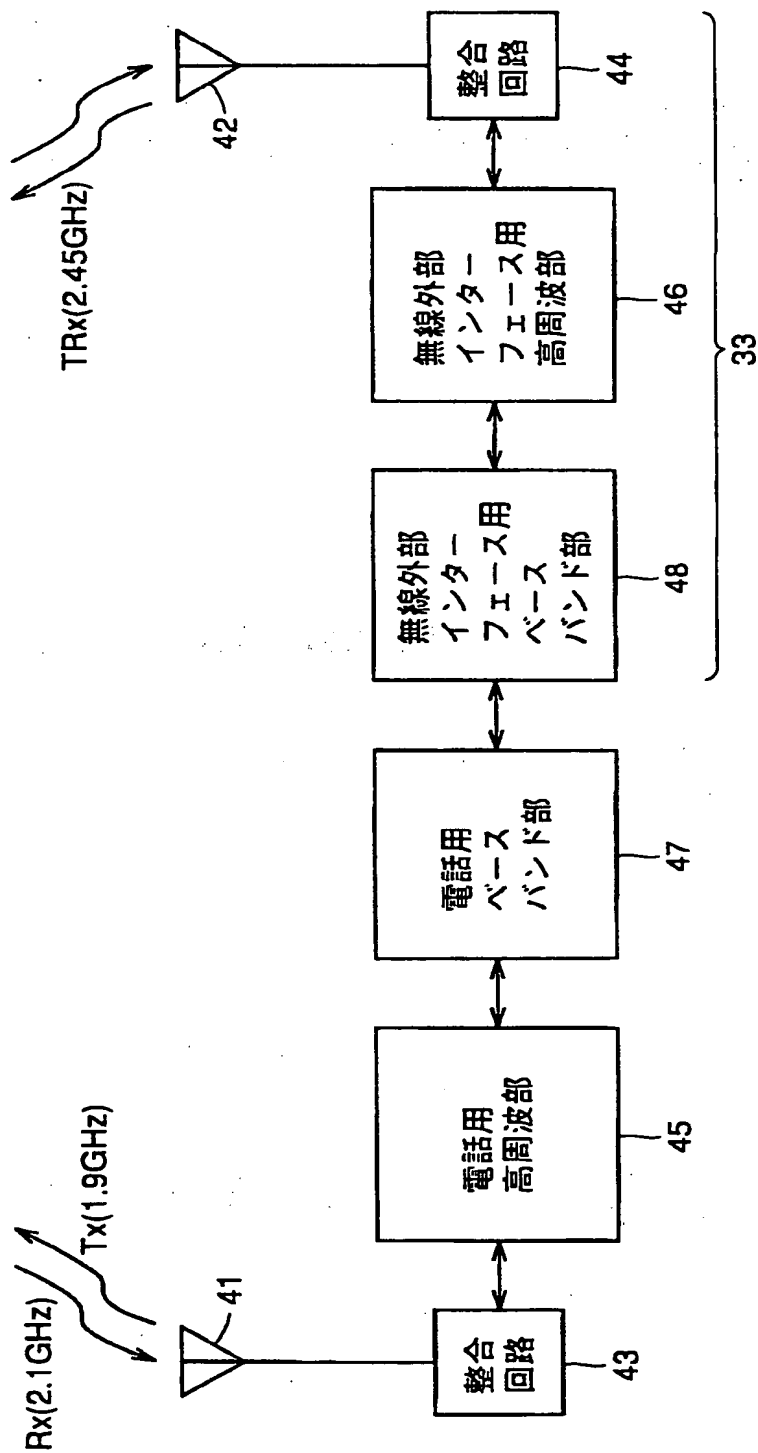 Rx(2.1GHz)
Tx(1.9GHz)
TRx(2.45GHz)
41
42
整合
回路
43
電話用
高周波部
45
電話用
ベース
バンド部
47
無線外部
インター
フェース用
ベース
バンド部
48
無線外部
インター
フェース用
高周波部
46
整合
回路
44
33